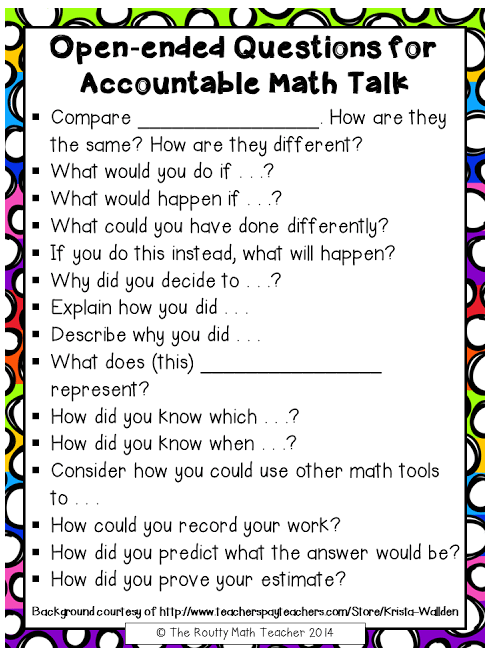 Open-ended Questions for
Accountable Math Talk
▪ Compare _________________. How are they
the same? How are they different?
▪ What would you do if . . .?
▪ What would happen if . . .?
▪ What could you have done differently?
▪ If you do this instead, what will happen?
▪ Why did you decide to . . .?
▪ Explain how you did . . .
▪ Describe why you did . . .
▪ What does (this) _________________
represent?
▪ How did you know which . . .?
▪ How did you know when . . .?
▪ Consider how you could use other math tools
to . . .
▪ How could you record your work?
▪ How did you predict what the answer would be?
▪ How did you prove your estimate?
Background courtesy of http://www.teacherspayteachers.com/Store/Krista-Wallden
© The Routty Math Teacher 2014